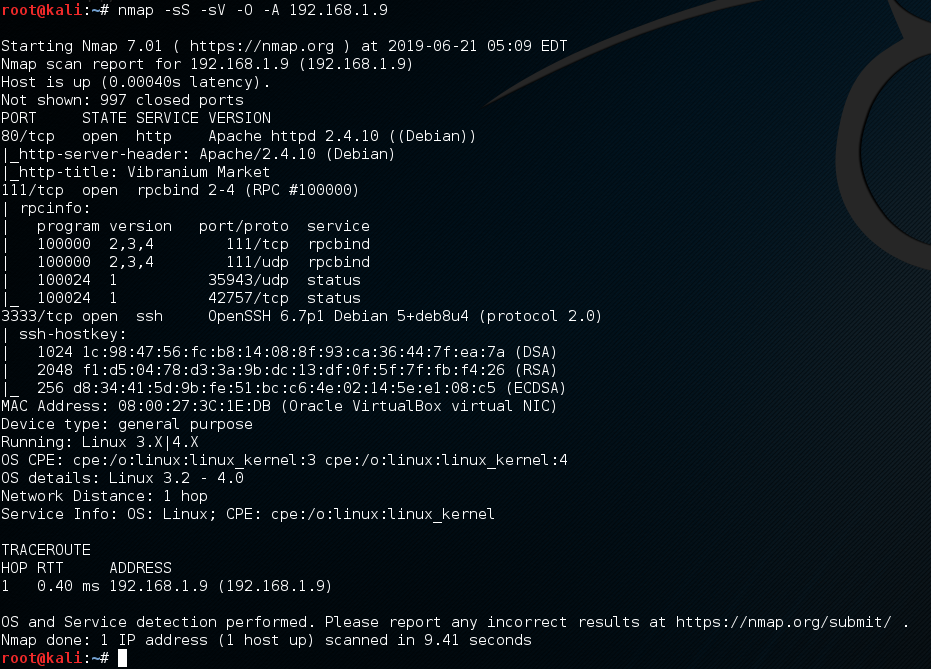 root@kali:~# nmap -sS -sV -O -A 192.168.1.9

Starting Nmap 7.01 ( https://nmap.org ) at 2019-06-21 05:09 EDT
Nmap scan report for 192.168.1.9 (192.168.1.9)
Host is up (0.00040s latency).
Not shown: 997 closed ports
PORT     STATE SERVICE VERSION
80/tcp   open  http    Apache httpd 2.4.10 ((Debian))
|_http-server-header: Apache/2.4.10 (Debian)
|_http-title: Vibranium Market
111/tcp  open  rpcbind 2-4 (RPC #100000)
| rpcinfo:
|   program version   port/proto  service
|   100000  2,3,4        111/tcp  rpcbind
|   100000  2,3,4        111/udp  rpcbind
|   100024  1          35943/udp  status
|_  100024  1          42757/tcp  status
3333/tcp open  ssh     OpenSSH 6.7p1 Debian 5+deb8u4 (protocol 2.0)
| ssh-hostkey:
|   1024 1c:98:47:56:fc:b8:14:08:8f:93:ca:36:44:7f:ea:7a (DSA)
|   2048 f1:d5:04:78:d3:3a:9b:dc:13:df:0f:5f:7f:fb:f4:26 (RSA)
|_  256 d8:34:41:5d:9b:fe:51:bc:c6:4e:02:14:5e:e1:08:c5 (ECDSA)
MAC Address: 08:00:27:3C:1E:DB (Oracle VirtualBox virtual NIC)
Device type: general purpose
Running: Linux 3.X|4.X
OS CPE: cpe:/o:linux:linux_kernel:3 cpe:/o:linux:linux_kernel:4
OS details: Linux 3.2 - 4.0
Network Distance: 1 hop
Service Info: OS: Linux; CPE: cpe:/o:linux:linux_kernel

TRACEROUTE
HOP RTT     ADDRESS
1   0.40 ms 192.168.1.9 (192.168.1.9)

OS and Service detection performed. Please report any incorrect results at https://nmap.org/submit/ .
Nmap done: 1 IP address (1 host up) scanned in 9.41 seconds
root@kali:~#